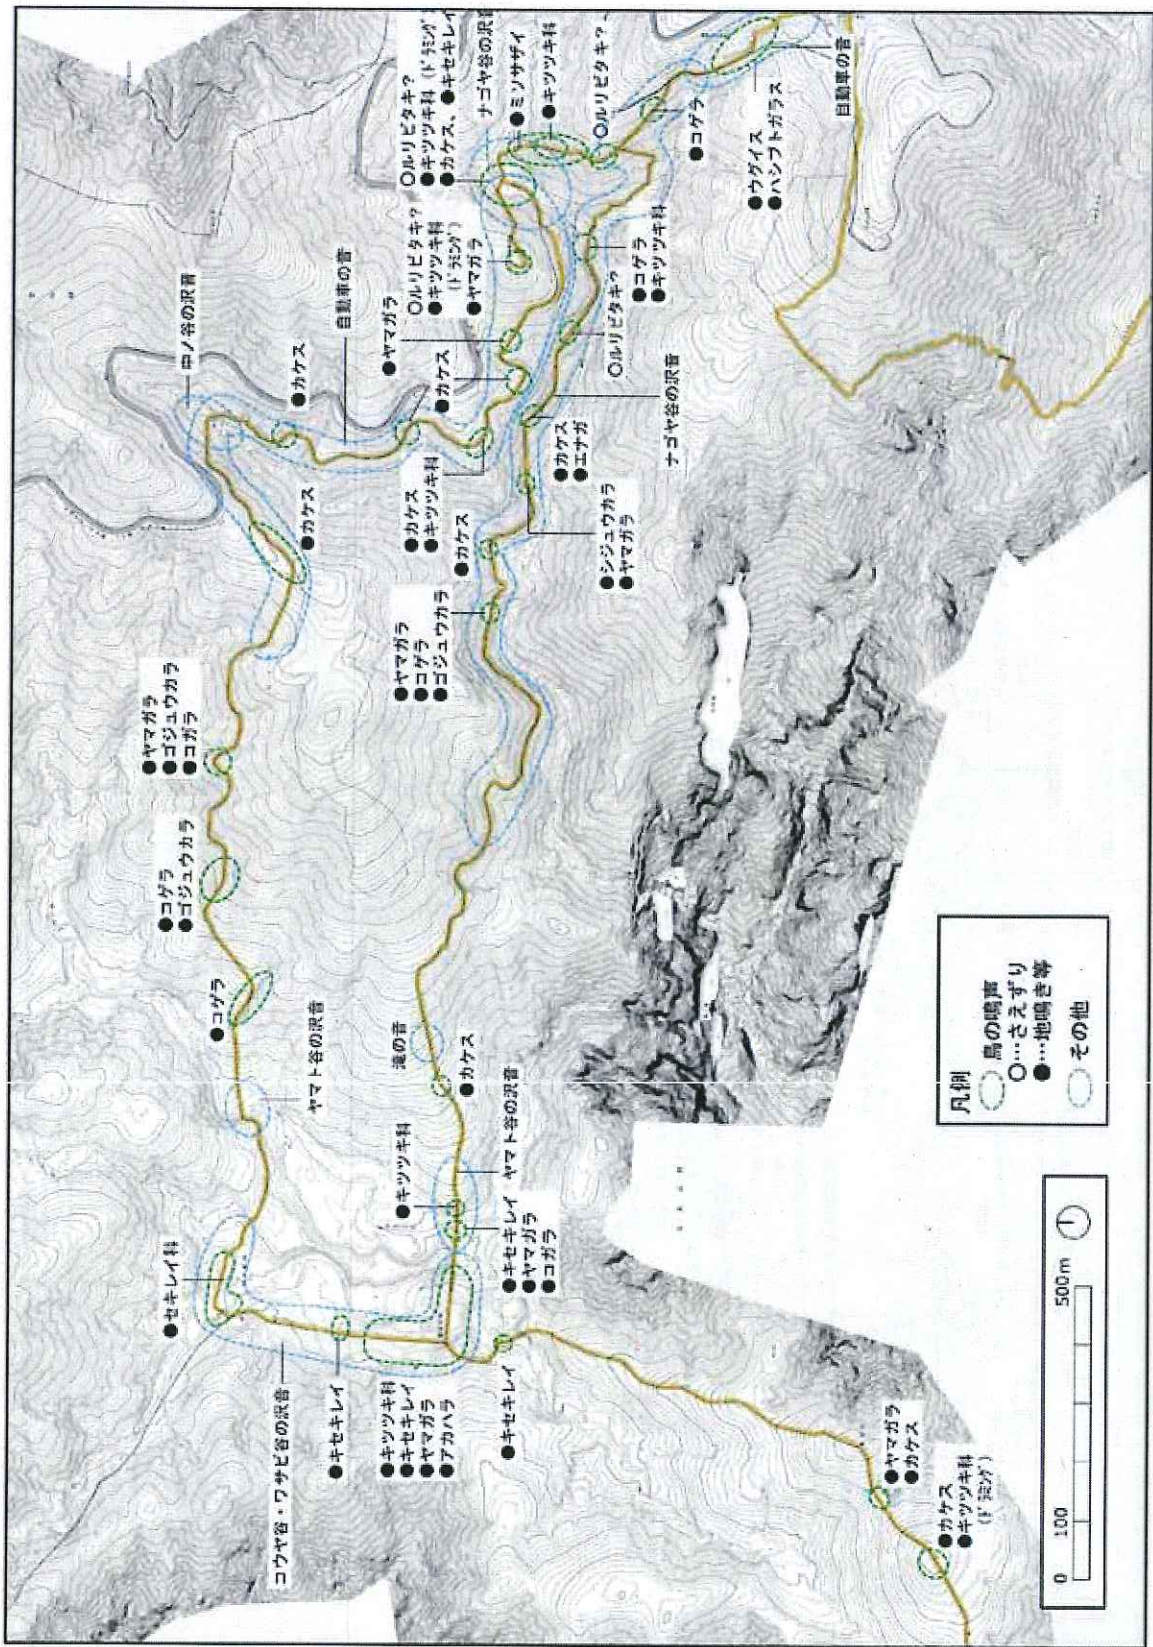 中ノ谷の沢音
●カケス
自動車の音
●ヤマガラ
●カケス
○ルリビタキ?
●キツツキ科
(ドラミング)
●ヤマガラ
○ルリビタキ?
●キツツキ科(ドラミング)
●カケス、●キセキレイ
ナゴヤ谷の沢音
●ミソサザイ
●キツツキ科
○ルリビタキ?
●コゲラ
●ウグイス
●ハシブトガラス
自動車の音
●カケス
●カケス
●キツツキ科
●カケス
●コゲラ
●キツツキ科
○ルリビタキ?
ナゴヤ谷の沢音
●カケス
●エナガ
●シジュウカラ
●ヤマガラ
●ヤマガラ
●コゲラ
●ゴジュウカラ
●ヤマガラ
●ゴジュウカラ
●コガラ
●コゲラ
●ゴジュウカラ
●コゲラ
ヤマト谷の沢音
滝の音
●カケス
●キツツキ科
ヤマト谷の沢音
●キセキレイ
●ヤマガラ
●コガラ
●セキレイ科
コウヤ谷・ワサビ谷の沢音
●キセキレイ
●キツツキ科
●キセキレイ
●ヤマガラ
●アカハラ
●キセキレイ
●ヤマガラ
●カケス
●カケス
●キツツキ科
(ドラミング)
凡例
鳥の鳴声
○…さえずり
●…地鳴き等
その他
0 100 500m